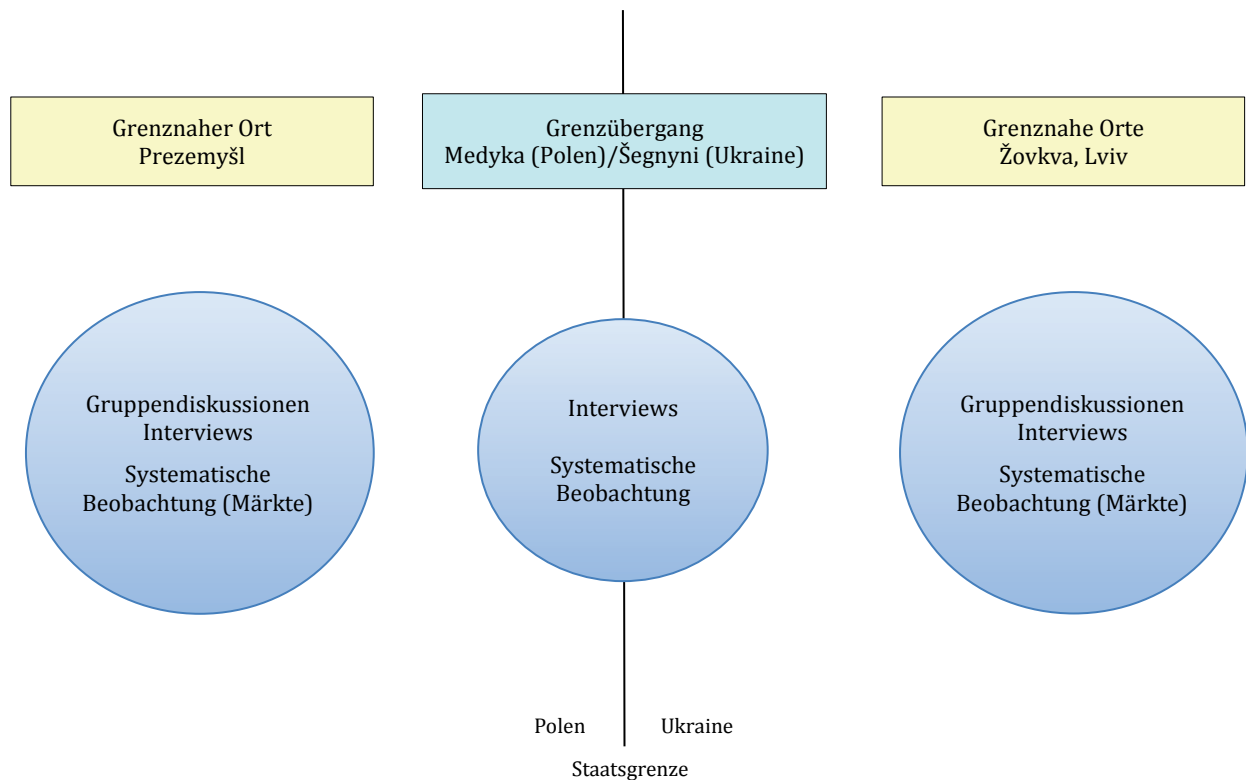 Grenznaher Ort
Prezemyšl
Grenzübergang
Medyka (Polen)/Šegnyni (Ukraine)
Grenznahe Orte
Žovkva, Lviv
Gruppendiskussionen
Interviews
Systematische
Beobachtung (Märkte)
Interviews
Systematische
Beobachtung
Gruppendiskussionen
Interviews
Systematische
Beobachtung (Märkte)
Polen
Ukraine
Staatsgrenze